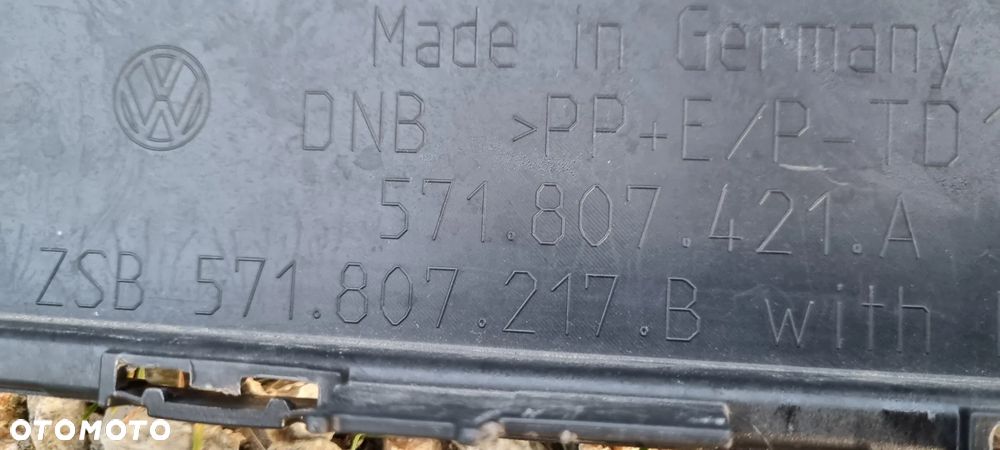 Made in Germany
DNB >PP+E/P-TD
571.807.421.A
ZSB 571.807.217.B with
OTOMOTO